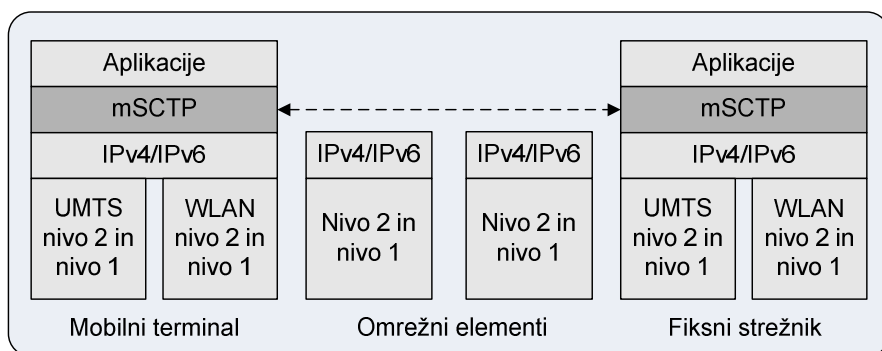 Aplikacije
mSCTP
IPv4/IPv6
UMTS
nivo 2 in
nivo 1
WLAN
nivo 2 in
nivo 1
Mobilni terminal
IPv4/IPv6
Nivo 2 in
nivo 1
IPv4/IPv6
Nivo 2 in
nivo 1
Omrežni elementi
Aplikacije
mSCTP
IPv4/IPv6
UMTS
nivo 2 in
nivo 1
WLAN
nivo 2 in
nivo 1
Fiksni strežnik